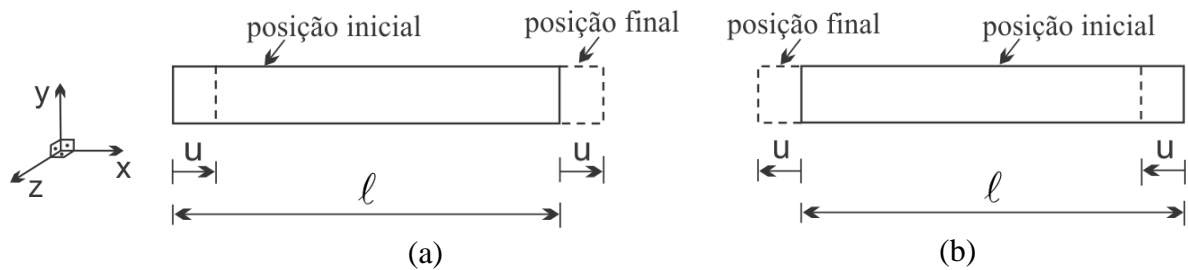 posição inicial
posição final
posição final
posição inicial
y
x
z
u
u
ℓ
u
u
ℓ
(a)
(b)